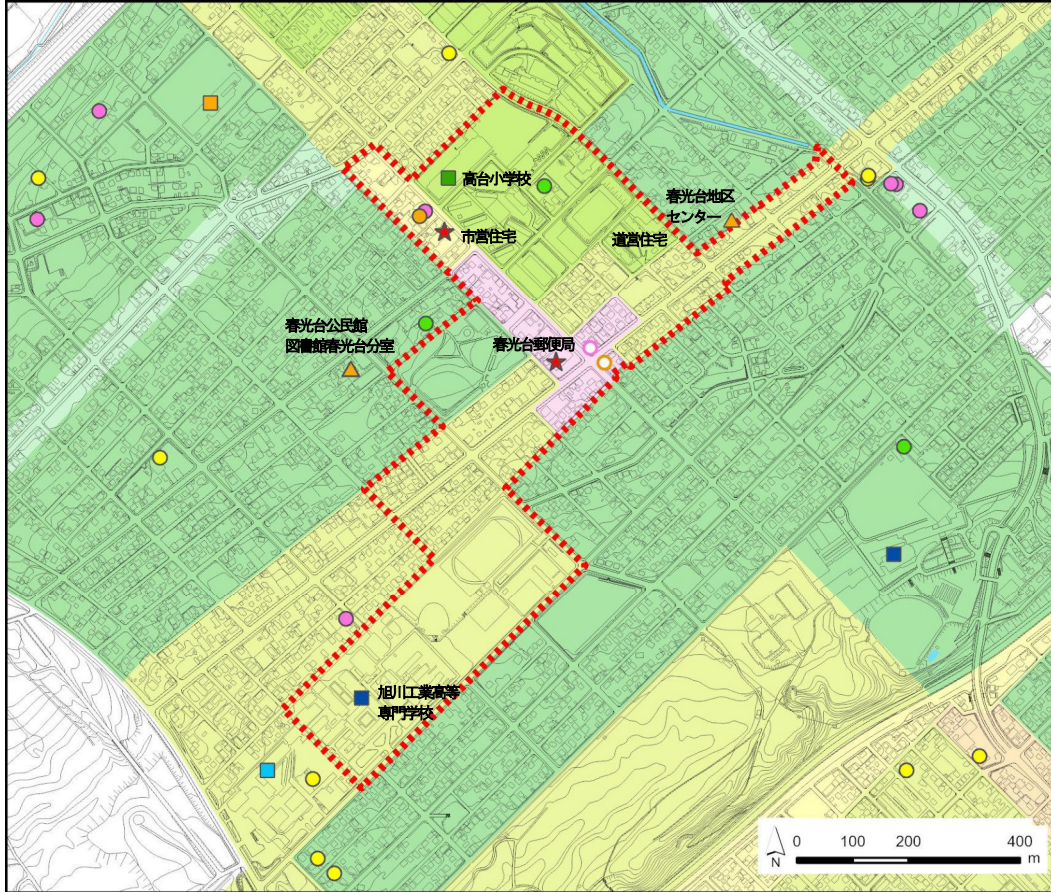 高台小学校
春光台地区
センター
市営住宅
道営住宅
春光台公民館
図書館春光台分室
春光台郵便局
旭川工業高等
専門学校
0 100 200 400
m
N